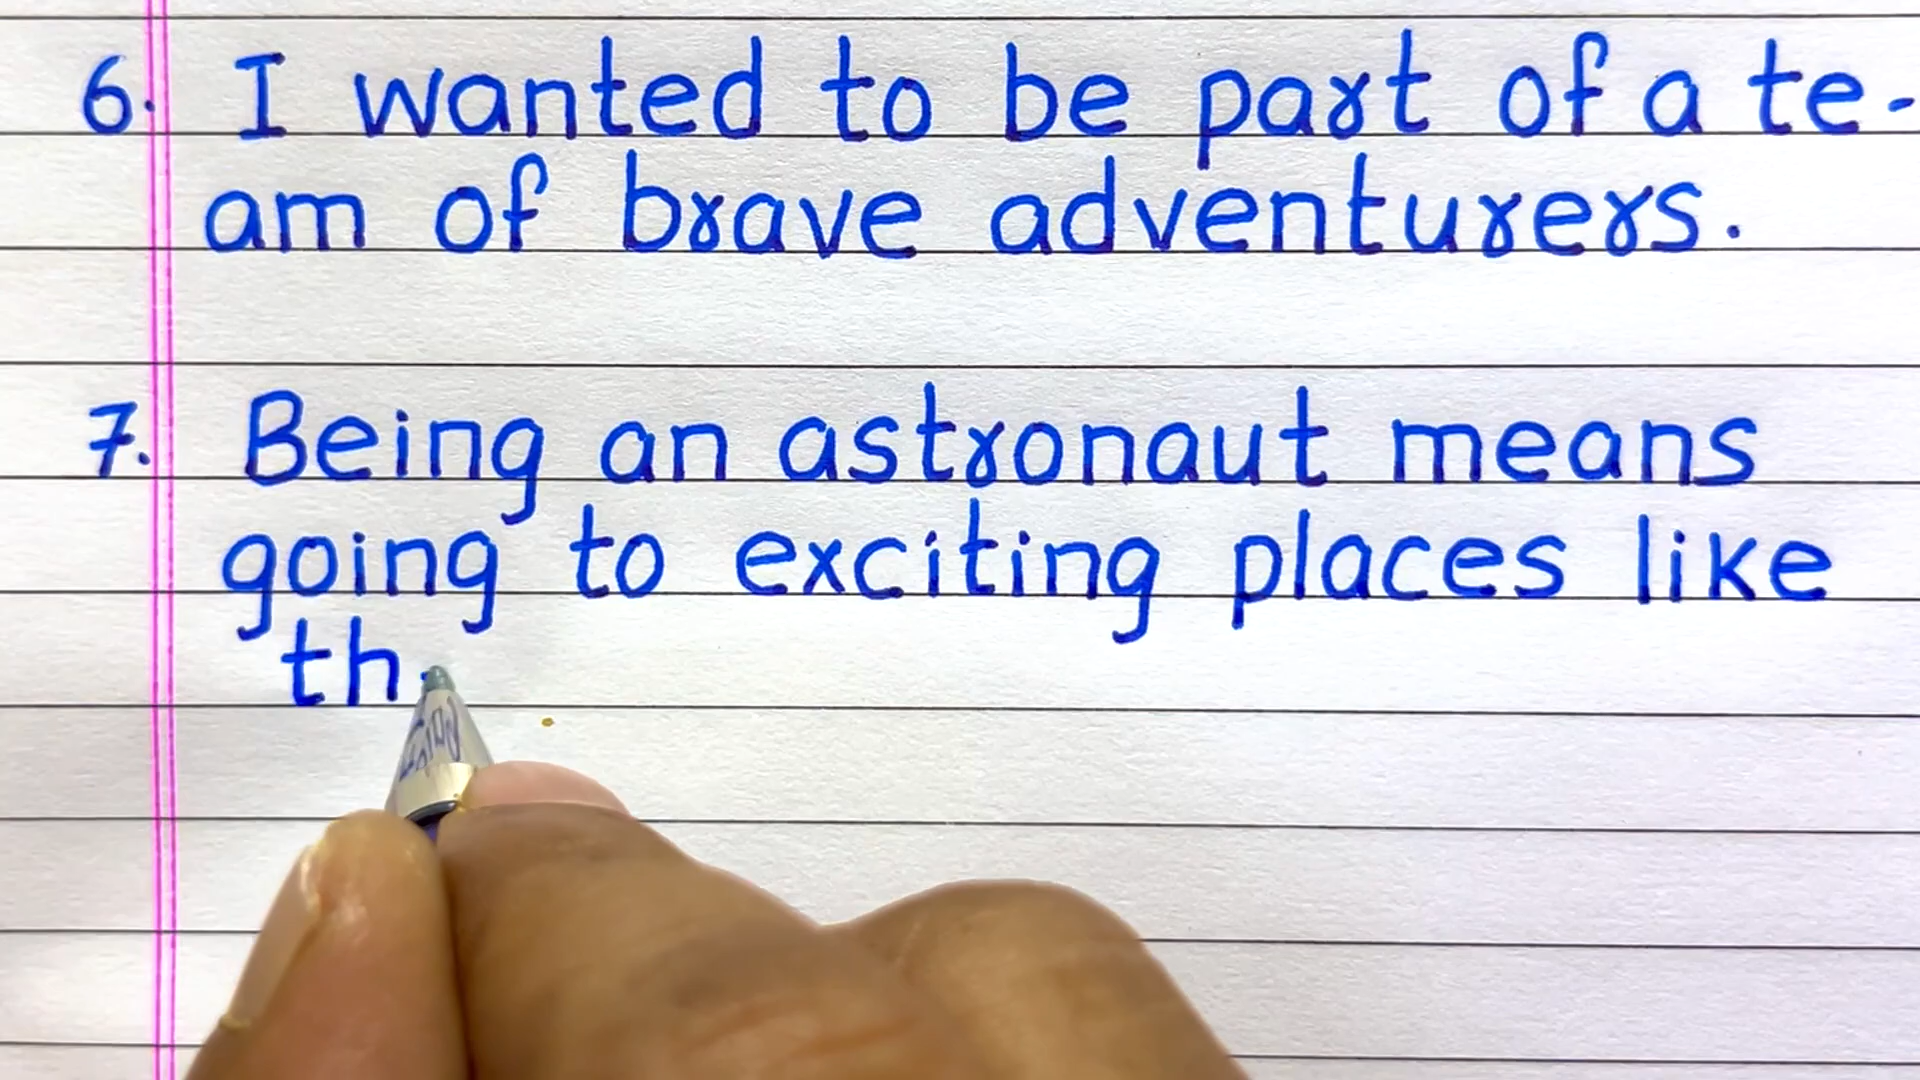 6. I wanted to be part of a te-
am of brave adventurers.
7. Being an astronaut means
going to exciting places like
th